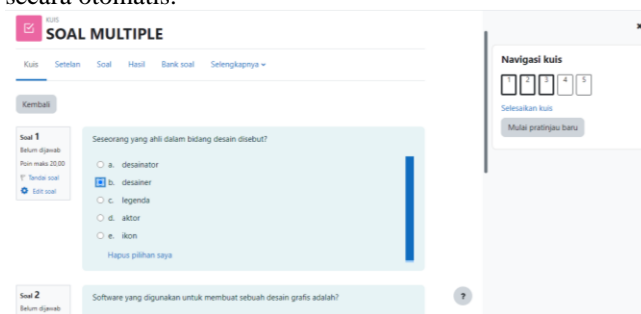 secara otomatis.
KUIS
SOAL MULTIPLE
Kuis Setelan Soal Hasil Bank soal Selengkapnya
Kembali
Soal 1
Belum dijawab
Poin maks 20,00
Tandai soal
Edit soal
Seseorang yang ahli dalam bidang desain disebut?
a. desainator
b. desainer
c. legenda
d. aktor
e. ikon
Hapus pilihan saya
Soal 2
Belum dijawab
Software yang digunakan untuk membuat sebuah desain grafis adalah?
Navigasi kuis
1 2 3 4 5
Selesaikan kuis
Mulai pratinjau baru
?